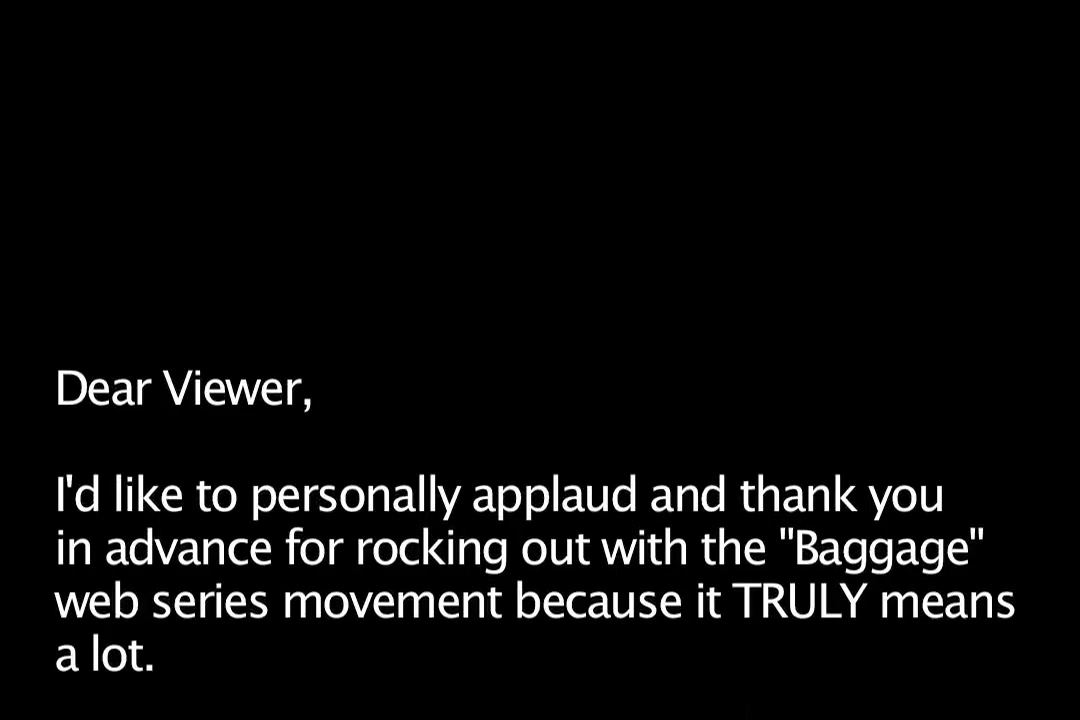 Dear Viewer,
I'd like to personally applaud and thank you
in advance for rocking out with the "Baggage"
web series movement because it TRULY means
a lot.